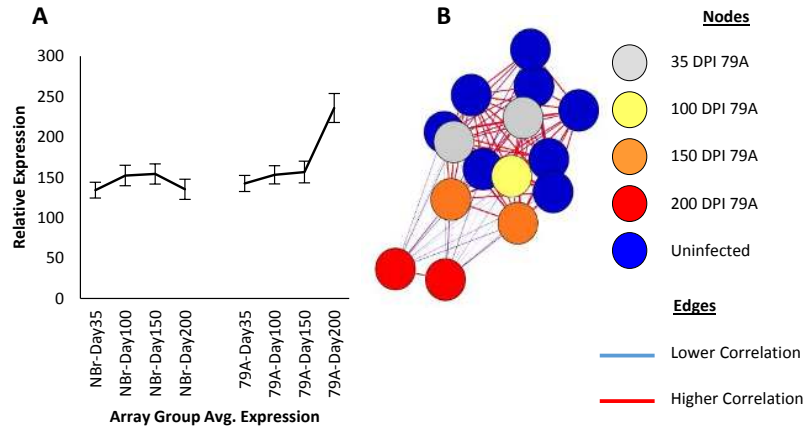 A
300
250
200
150
100
50
0
Relative Expression
NBr-Day35
NBr-Day100
NBr-Day150
NBr-Day200
79A-Day35
79A-Day100
79A-Day150
79A-Day200
Array Group Avg. Expression
B
Nodes
35 DPI 79A
100 DPI 79A
150 DPI 79A
200 DPI 79A
Uninfected
Edges
Lower Correlation
Higher Correlation